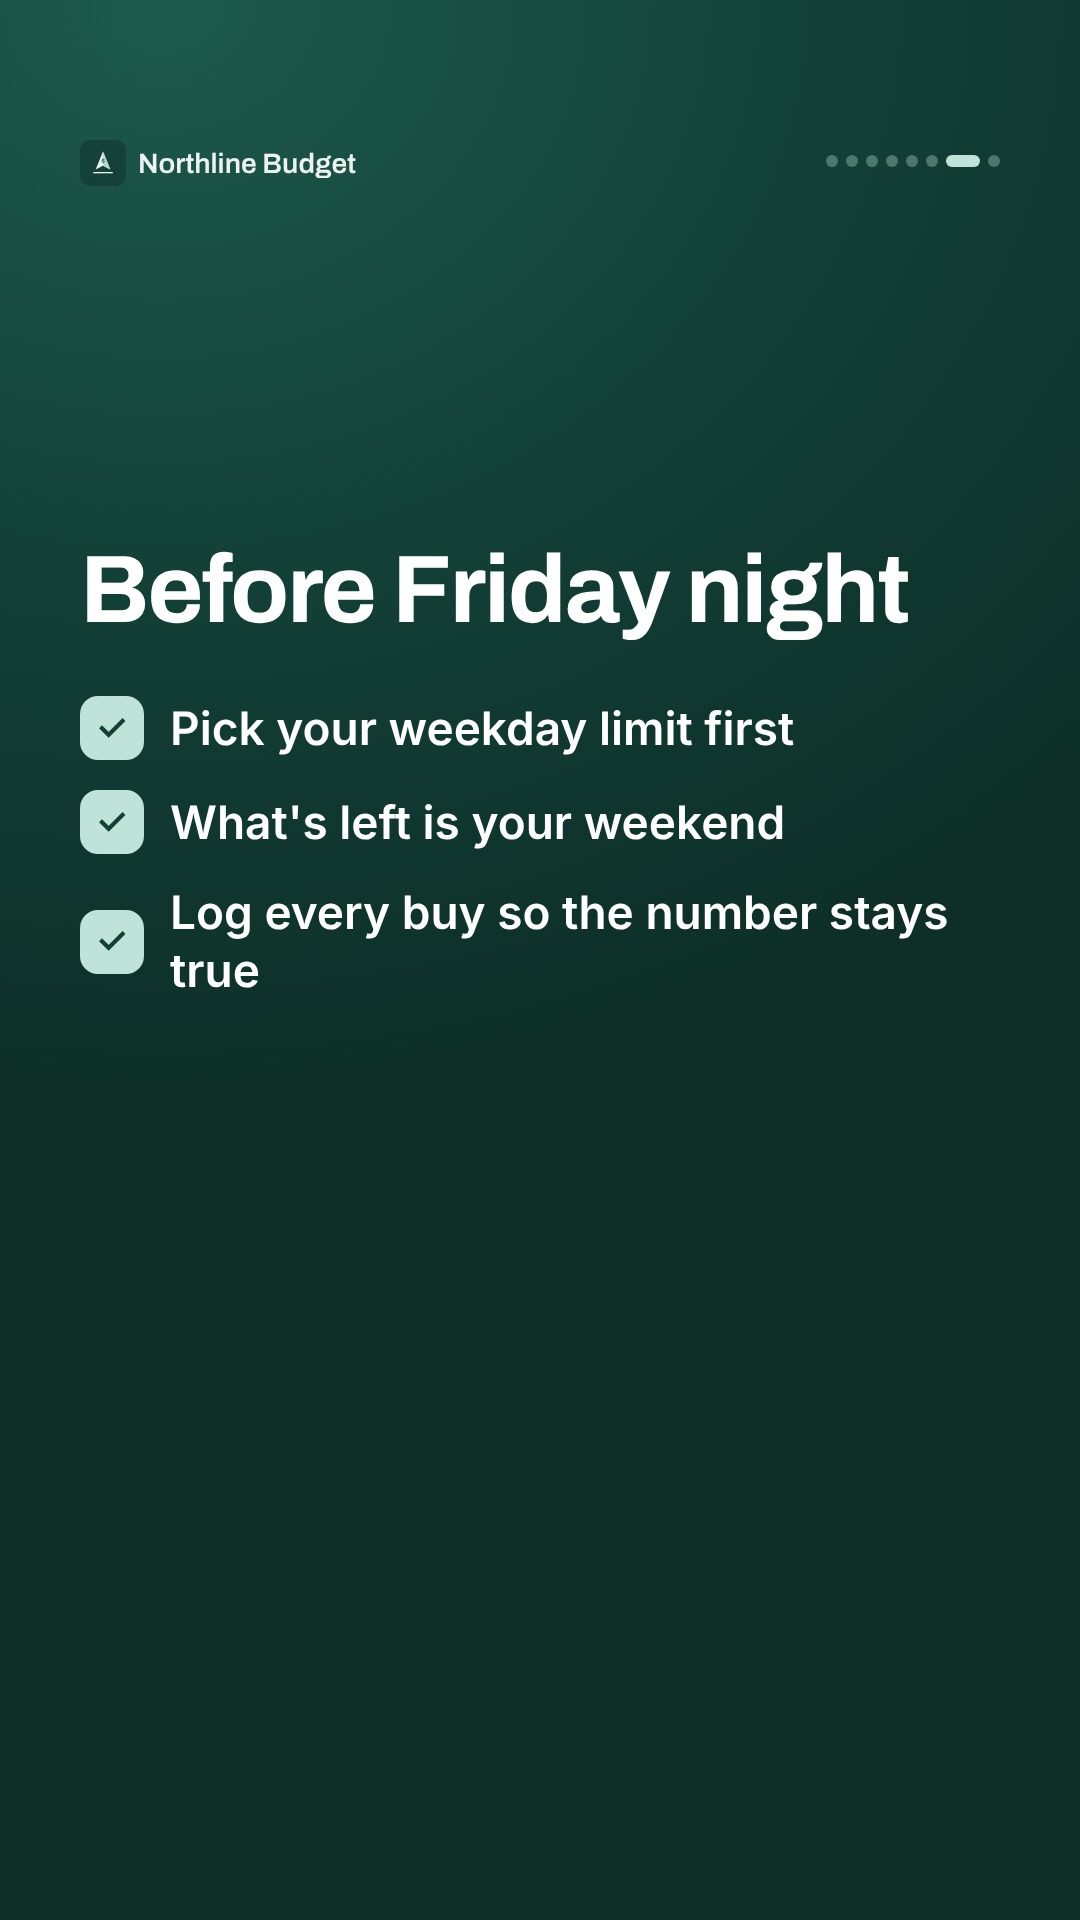 Northline Budget
Before Friday night
Pick your weekday limit first
What's left is your weekend
Log every buy so the number stays
true